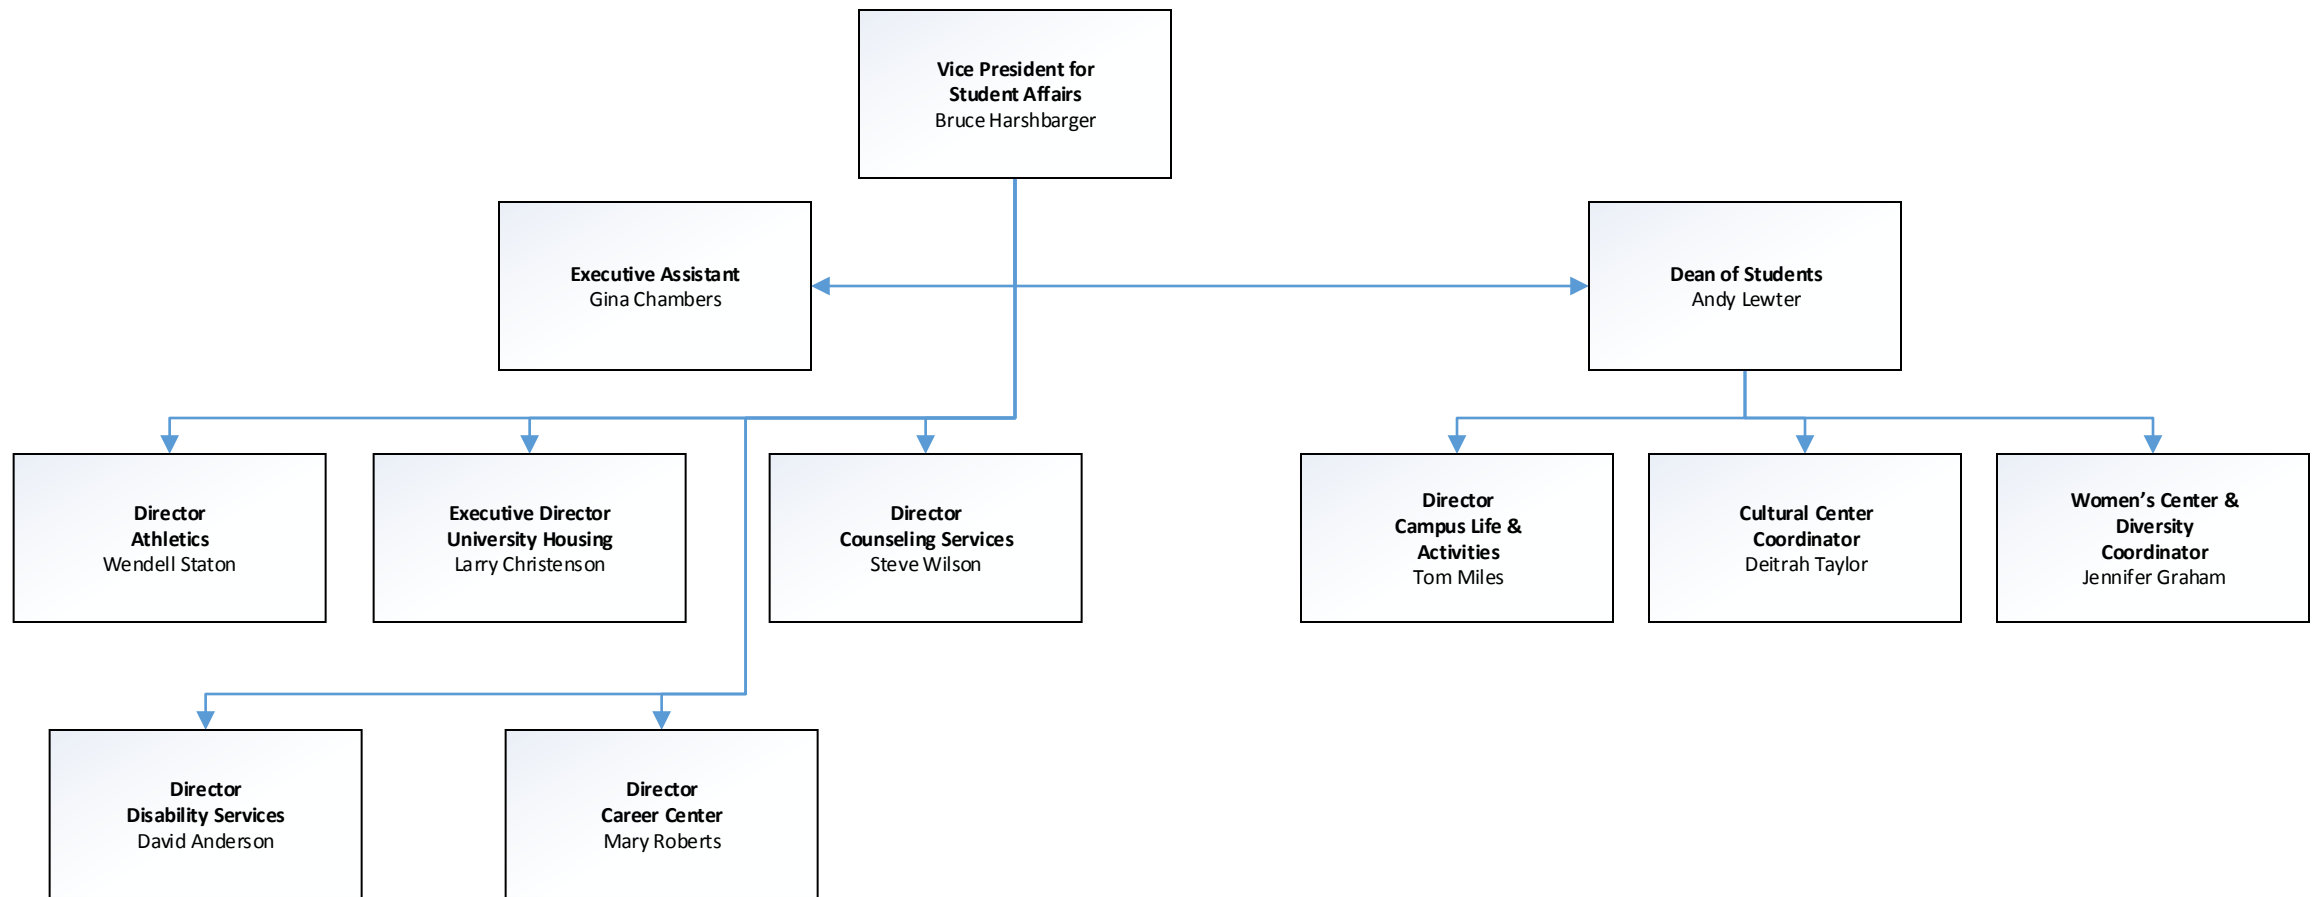 Vice President for
Student Affairs
Bruce Harshbarger
Executive Assistant
Gina Chambers
Dean of Students
Andy Lewter
Director
Athletics
Wendell Staton
Executive Director
University Housing
Larry Christenson
Director
Counseling Services
Steve Wilson
Director
Campus Life &
Activities
Tom Miles
Cultural Center
Coordinator
Deitrah Taylor
Women’s Center &
Diversity
Coordinator
Jennifer Graham
Director
Disability Services
David Anderson
Director
Career Center
Mary Roberts